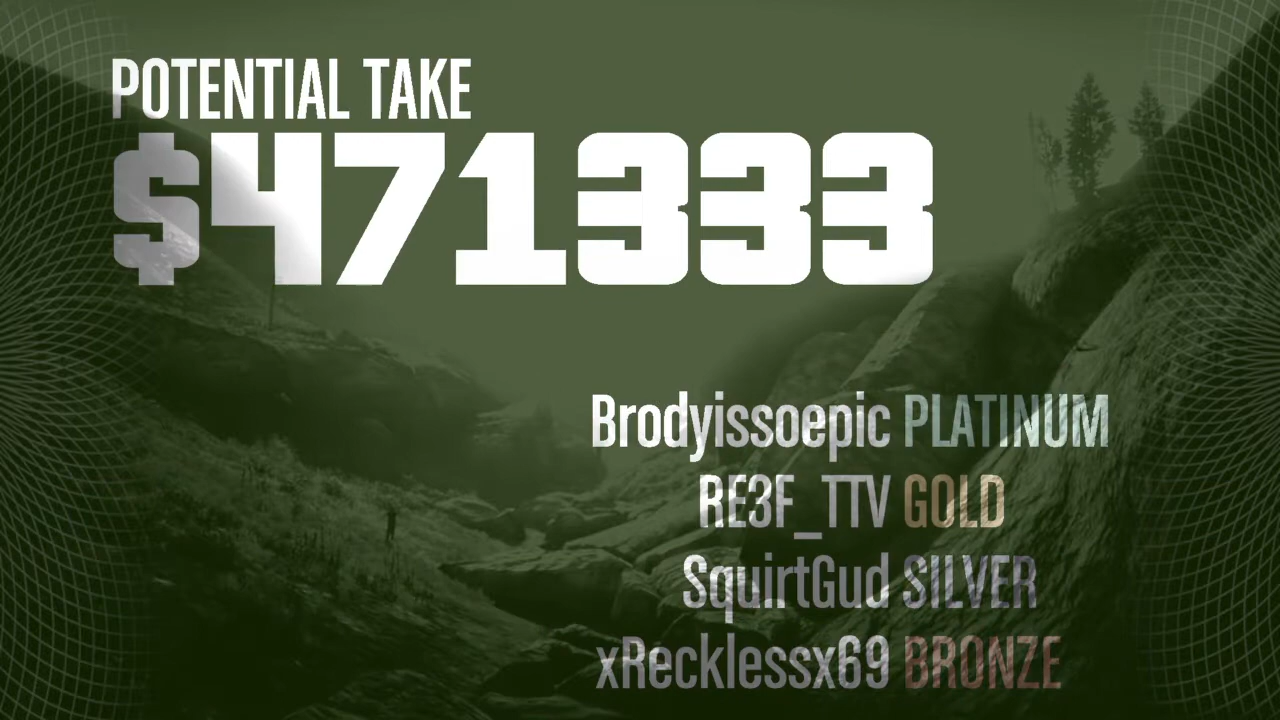 POTENTIAL TAKE
$471333
Brodyissoepic PLATINUM
RE3F_TTV GOLD
SquirtGud SILVER
xRecklessx69 BRONZE